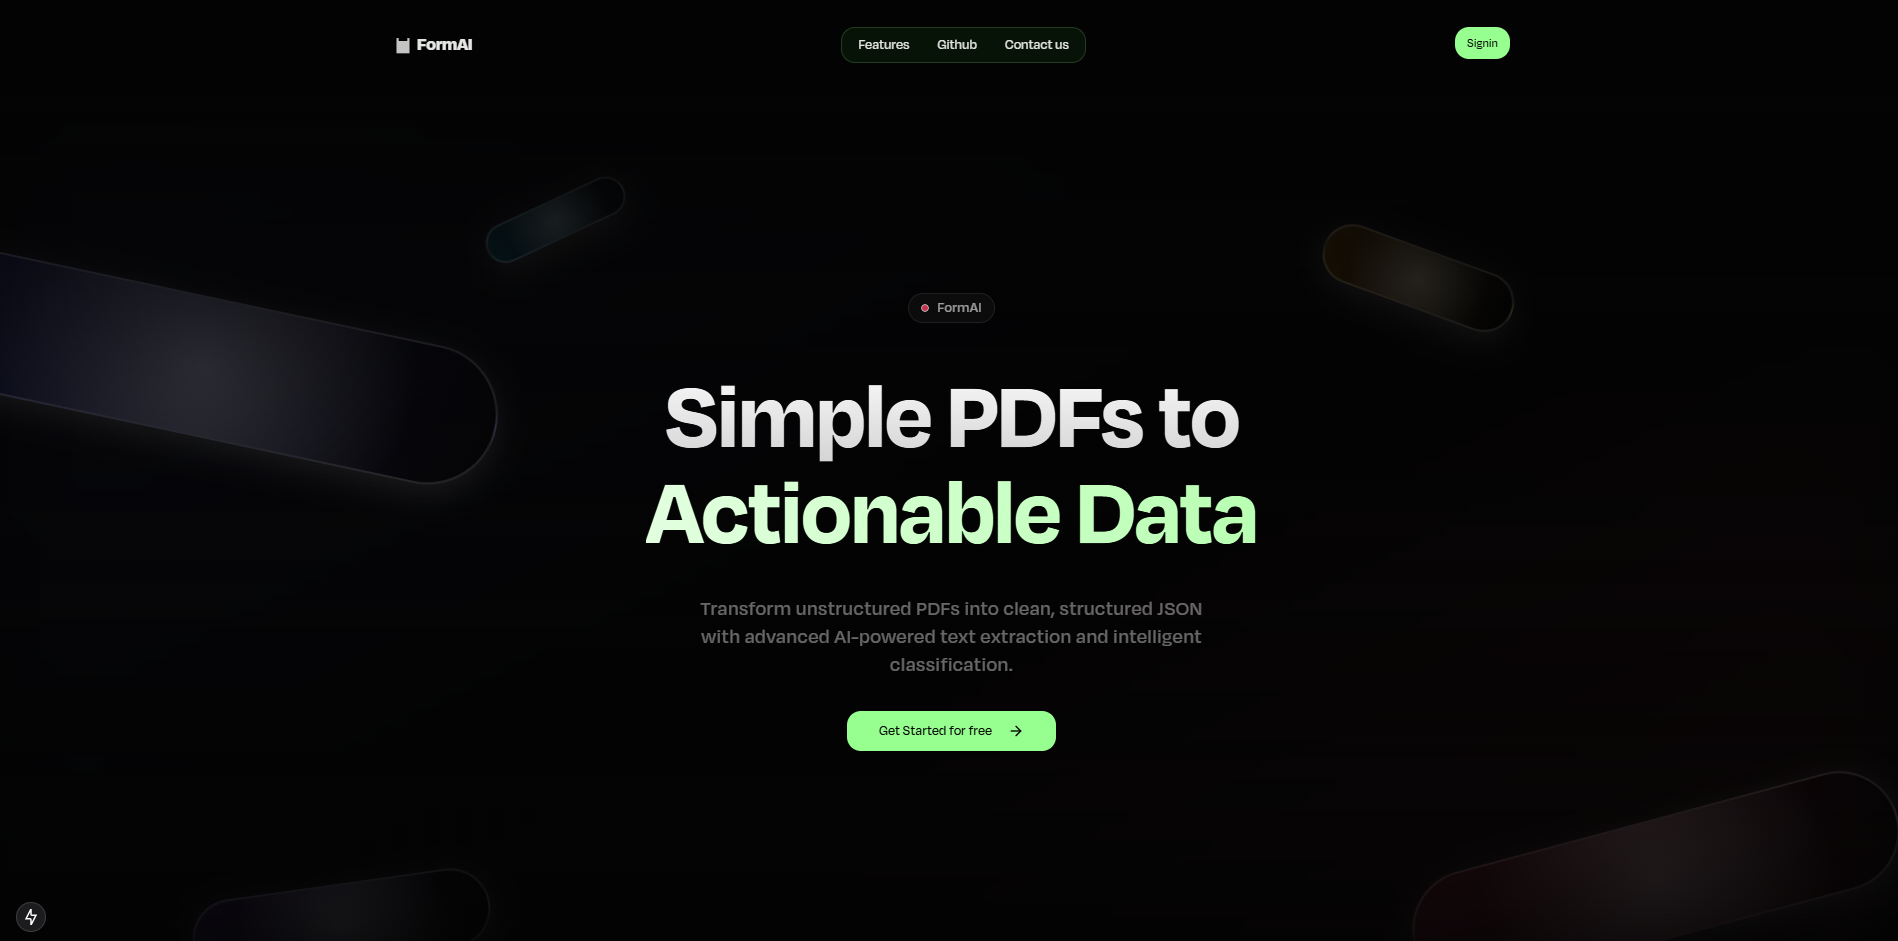 FormAI
Features Github Contact us
Signin
FormAI
Simple PDFs to
Actionable Data
Transform unstructured PDFs into clean, structured JSON
with advanced AI-powered text extraction and intelligent
classification.
Get Started for free